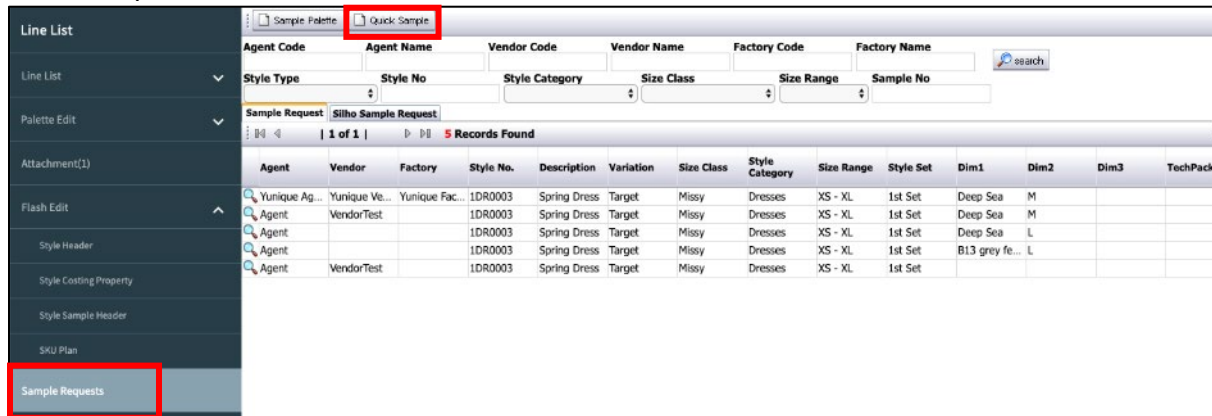 Line List
Line List
Palette Edit
Attachment(1)
Flash Edit
Style Header
Style Costing Property
Style Sample Header
SKU Plan
Sample Requests
Sample Palette Quick Sample
Agent Code Agent Name Vendor Code Vendor Name Factory Code Factory Name
search
Style Type Style No Style Category Size Class Size Range Sample No
Sample Request Silho Sample Request
| 1 of 1 | 5 Records Found
Agent Vendor Factory Style No. Description Variation Size Class Style Category Size Range Style Set Dim1 Dim2 Dim3 TechPack
Yunique Ag... Yunique Ve... Yunique Fac... 1DR0003 Spring Dress Target Missy Dresses XS - XL 1st Set Deep Sea M
Agent VendorTest 1DR0003 Spring Dress Target Missy Dresses XS - XL 1st Set Deep Sea M
Agent 1DR0003 Spring Dress Target Missy Dresses XS - XL 1st Set Deep Sea L
Agent 1DR0003 Spring Dress Target Missy Dresses XS - XL 1st Set B13 grey fe... L
Agent VendorTest 1DR0003 Spring Dress Target Missy Dresses XS - XL 1st Set